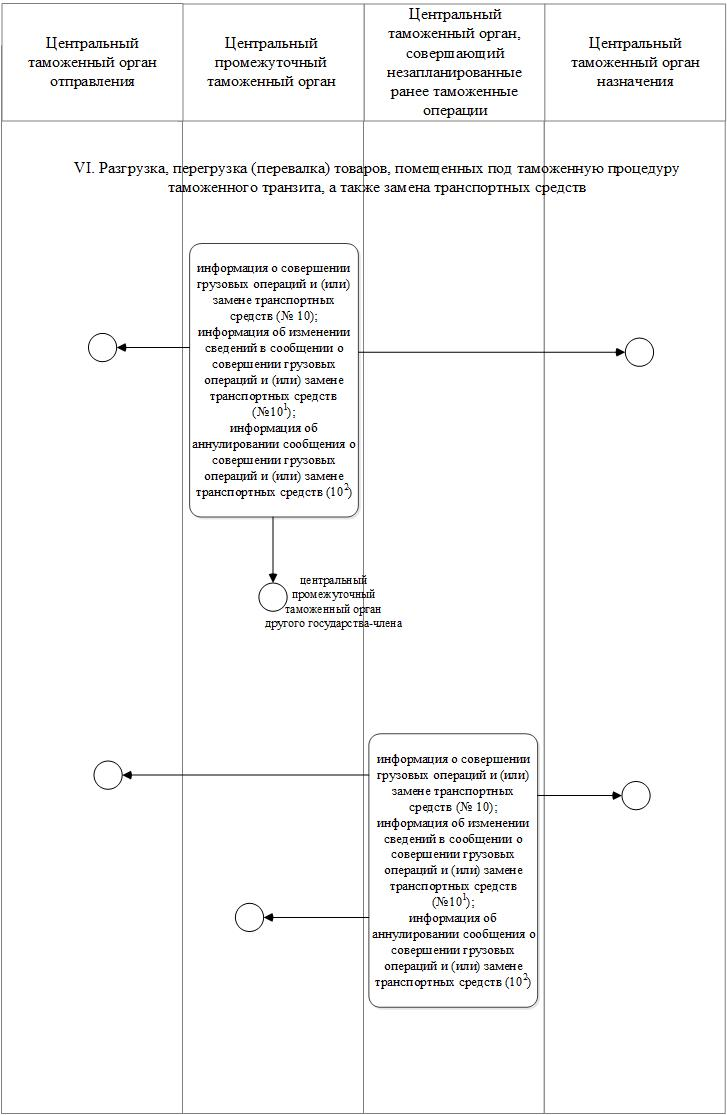 Центральный
таможенный орган
отправления
Центральный
промежуточный
таможенный орган
Центральный
таможенный орган,
совершающий
незапланированные
ранее таможенные
операции
Центральный
таможенный орган
назначения
VI. Разгрузка, перегрузка (перевалка) товаров, помещенных под таможенную процедуру
таможенного транзита, а также замена транспортных средств
информация о совершении
грузовых операций и (или)
замене транспортных
средств (№ 10);
информация об изменении
сведений в сообщении о
совершении грузовых
операций и (или) замене
транспортных средств
(№10¹);
информация об
аннулировании сообщения о
совершении грузовых
операций и (или) замене
транспортных средств (10²)
центральный
промежуточный
таможенный орган
другого государства-члена
информация о совершении
грузовых операций и (или)
замене транспортных
средств (№ 10);
информация об изменении
сведений в сообщении о
совершении грузовых
операций и (или) замене
транспортных средств
(№10¹);
информация об
аннулировании сообщения о
совершении грузовых
операций и (или) замене
транспортных средств (10²)